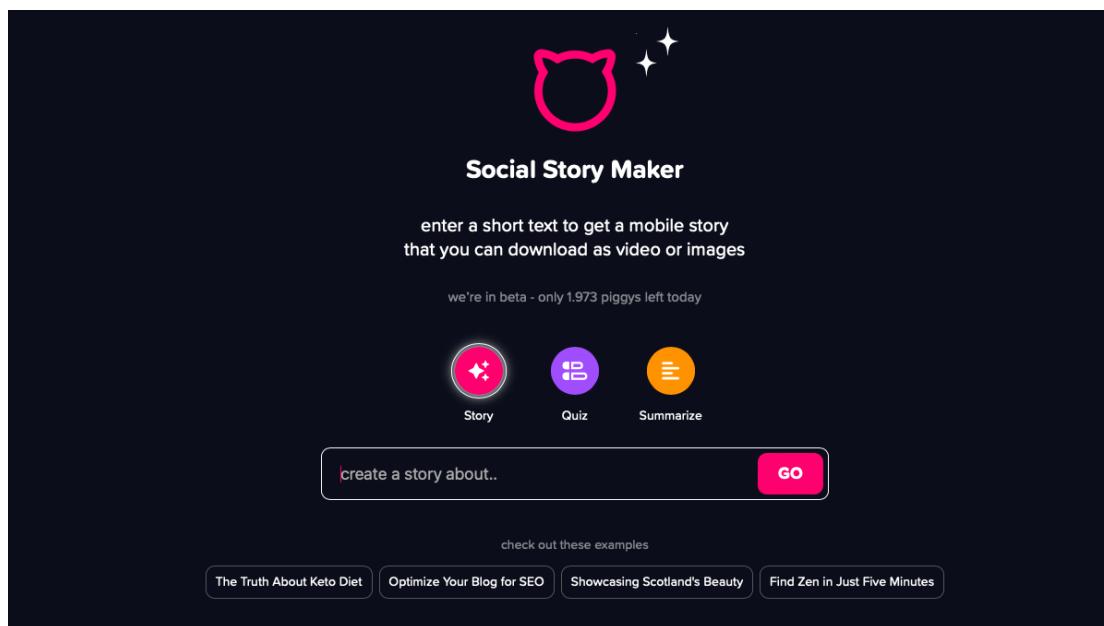 Social Story Maker
enter a short text to get a mobile story
that you can download as video or images
we're in beta - only 1.973 piggys left today
Story
Quiz
Summarize
create a story about..
GO
check out these examples
The Truth About Keto Diet
Optimize Your Blog for SEO
Showcasing Scotland's Beauty
Find Zen in Just Five Minutes